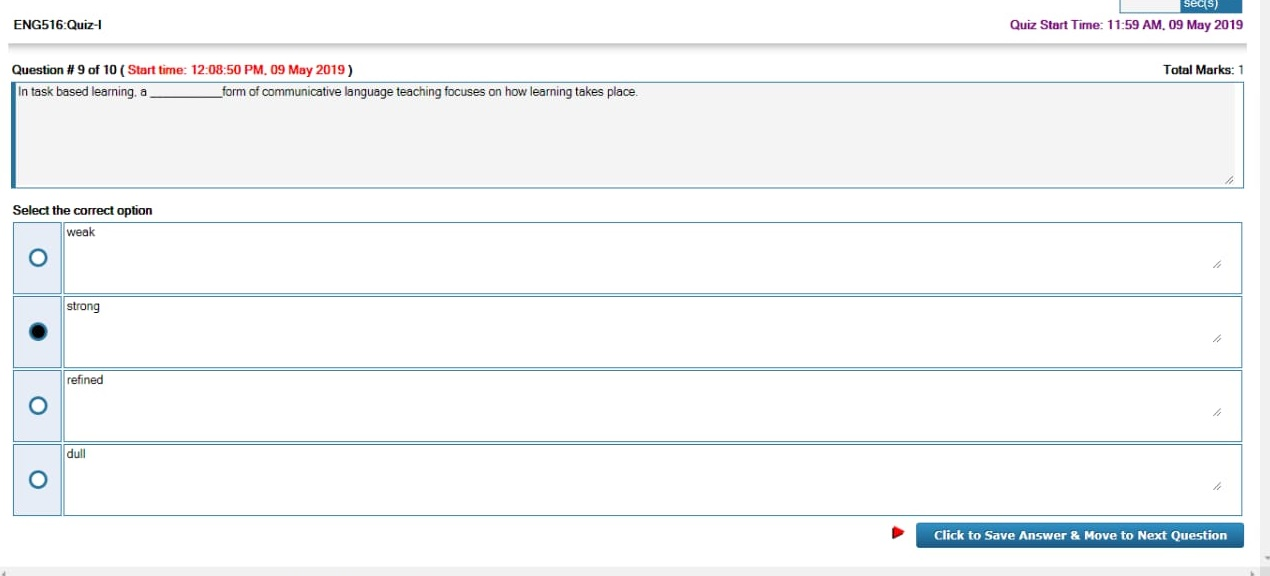 sec(s)
ENG516:Quiz-I
Quiz Start Time: 11:59 AM, 09 May 2019
Question # 9 of 10 ( Start time: 12:08:50 PM, 09 May 2019 )
Total Marks: 1
In task based learning, a ___________form of communicative language teaching focuses on how learning takes place.
Select the correct option
weak
strong
refined
dull
Click to Save Answer & Move to Next Question